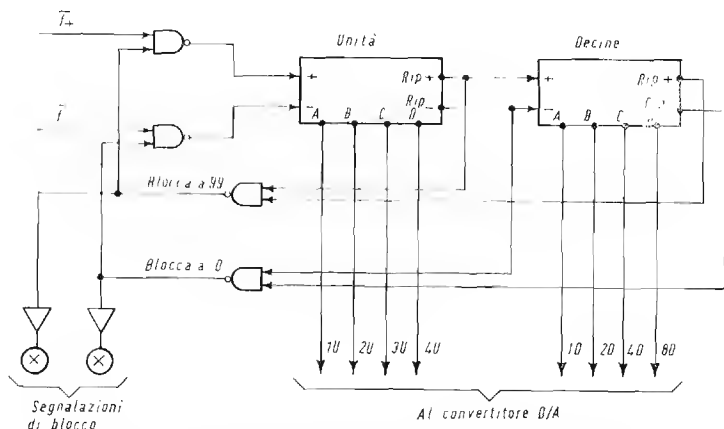 f+
Unità
Decine
+
Rip +
+
Rip +
f
−
Rip −
−
A B C D
A B C
Blocca a 99
Blocca a 0
1U 2U 3U 4U
1D 2D 4D 8D
Segnalazioni
di blocco
Al convertitore D/A